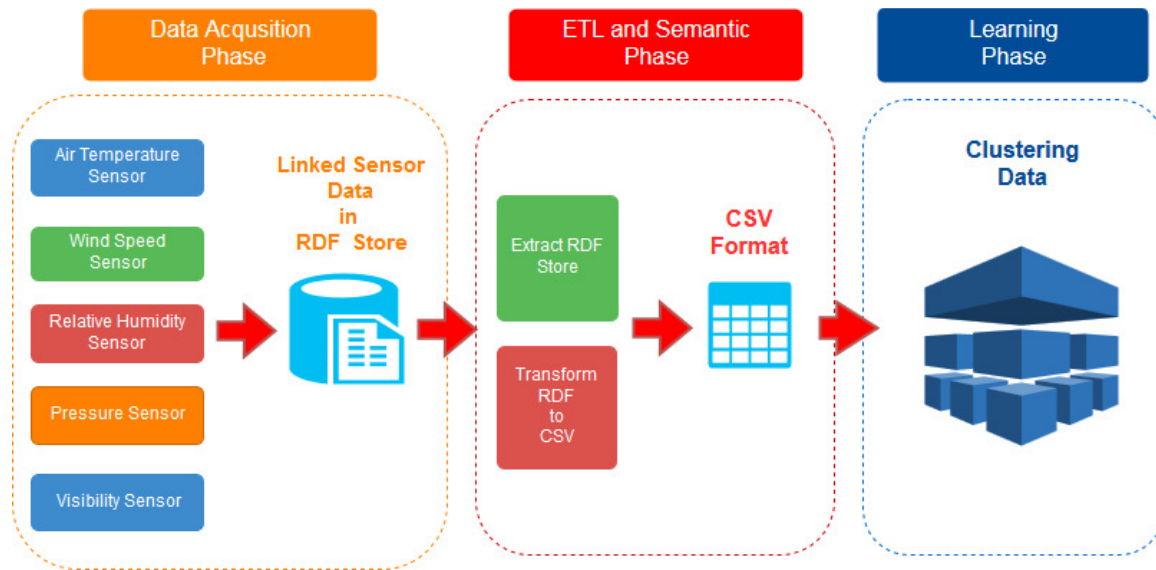 Data Acqusition
Phase
ETL and Semantic
Phase
Learning
Phase
Air Temperature
Sensor
Wind Speed
Sensor
Relative Humidity
Sensor
Pressure Sensor
Visibility Sensor
Linked Sensor
Data
in
RDF Store
Extract RDF
Store
Transform
RDF
to
CSV
CSV
Format
Clustering
Data